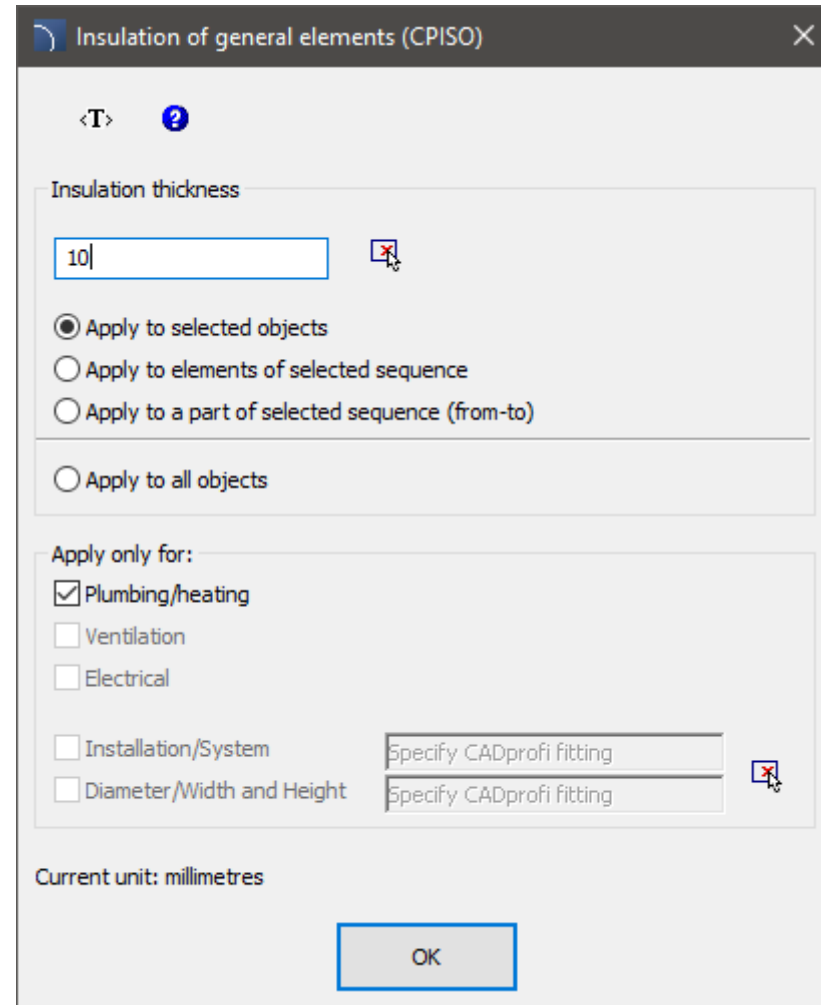 Insulation of general elements (CPISO)
<T>
?
Insulation thickness
10
Apply to selected objects
Apply to elements of selected sequence
Apply to a part of selected sequence (from-to)
Apply to all objects
Apply only for:
Plumbing/heating
Ventilation
Electrical
Installation/System Specify CADprofi fitting
Diameter/Width and Height Specify CADprofi fitting
Current unit: millimetres
OK